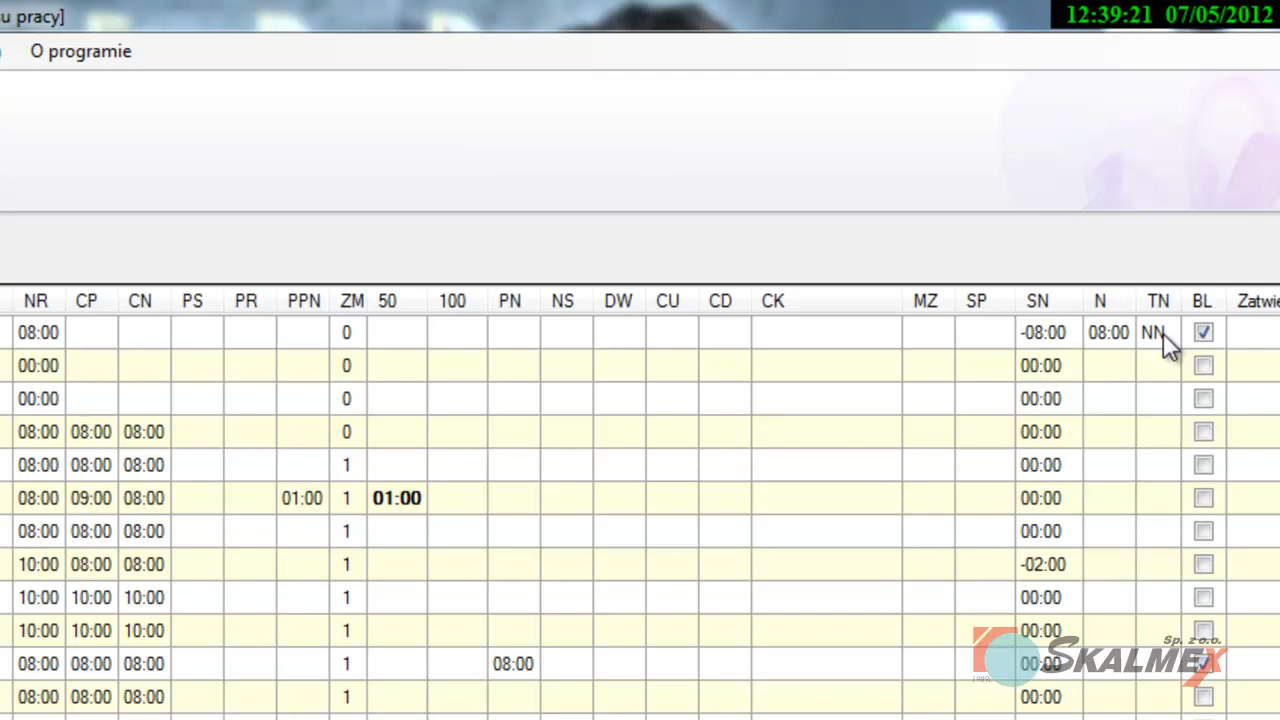 u pracy]
12:39:21 07/05/2012
O programie
NR CP CN PS PR PPN ZM 50 100 PN NS DW CU CD CK MZ SP SN N TN BL Zatwie
08:00 0 -08:00 08:00 NN
00:00 0 00:00
00:00 0 00:00
08:00 08:00 08:00 0 00:00
08:00 08:00 08:00 1 00:00
08:00 09:00 08:00 01:00 1 01:00 00:00
08:00 08:00 08:00 1 00:00
10:00 08:00 08:00 1 -02:00
10:00 10:00 10:00 1 00:00
10:00 10:00 10:00 1 00:00
08:00 08:00 08:00 1 08:00 00:00
08:00 08:00 08:00 1 00:00
Sp. z o.o.
SKALMEX